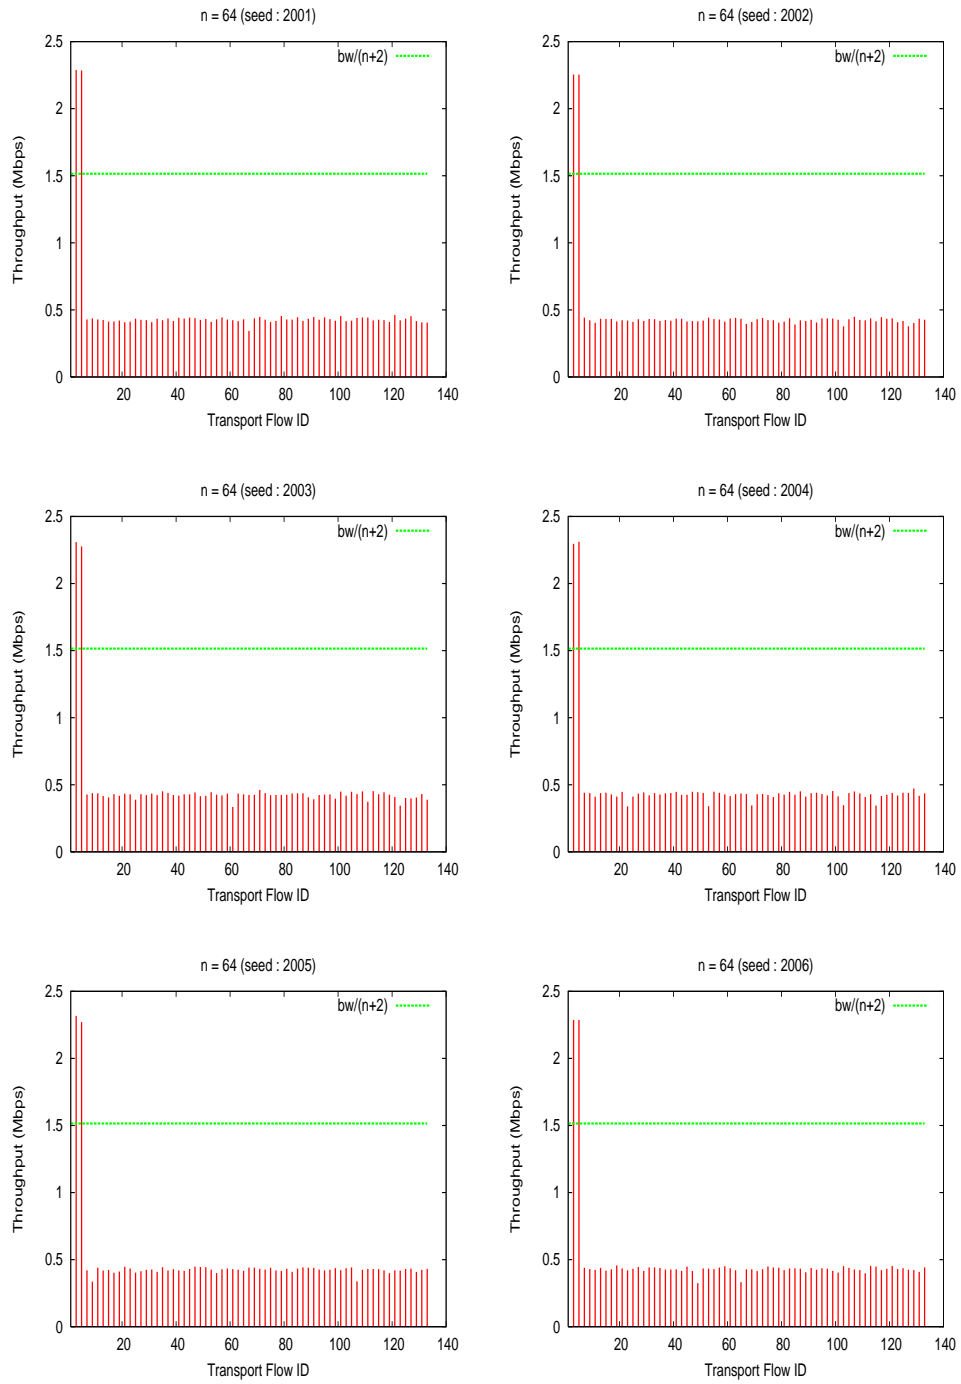 n = 64 (seed : 2001)
2.5
2
1.5
1
0.5
0
Throughput (Mbps)
bw/(n+2)
20 40 60 80 100 120 140
Transport Flow ID
n = 64 (seed : 2002)
2.5
2
1.5
1
0.5
0
Throughput (Mbps)
bw/(n+2)
20 40 60 80 100 120 140
Transport Flow ID
n = 64 (seed : 2003)
2.5
2
1.5
1
0.5
0
Throughput (Mbps)
bw/(n+2)
20 40 60 80 100 120 140
Transport Flow ID
n = 64 (seed : 2004)
2.5
2
1.5
1
0.5
0
Throughput (Mbps)
bw/(n+2)
20 40 60 80 100 120 140
Transport Flow ID
n = 64 (seed : 2005)
2.5
2
1.5
1
0.5
0
Throughput (Mbps)
bw/(n+2)
20 40 60 80 100 120 140
Transport Flow ID
n = 64 (seed : 2006)
2.5
2
1.5
1
0.5
0
Throughput (Mbps)
bw/(n+2)
20 40 60 80 100 120 140
Transport Flow ID